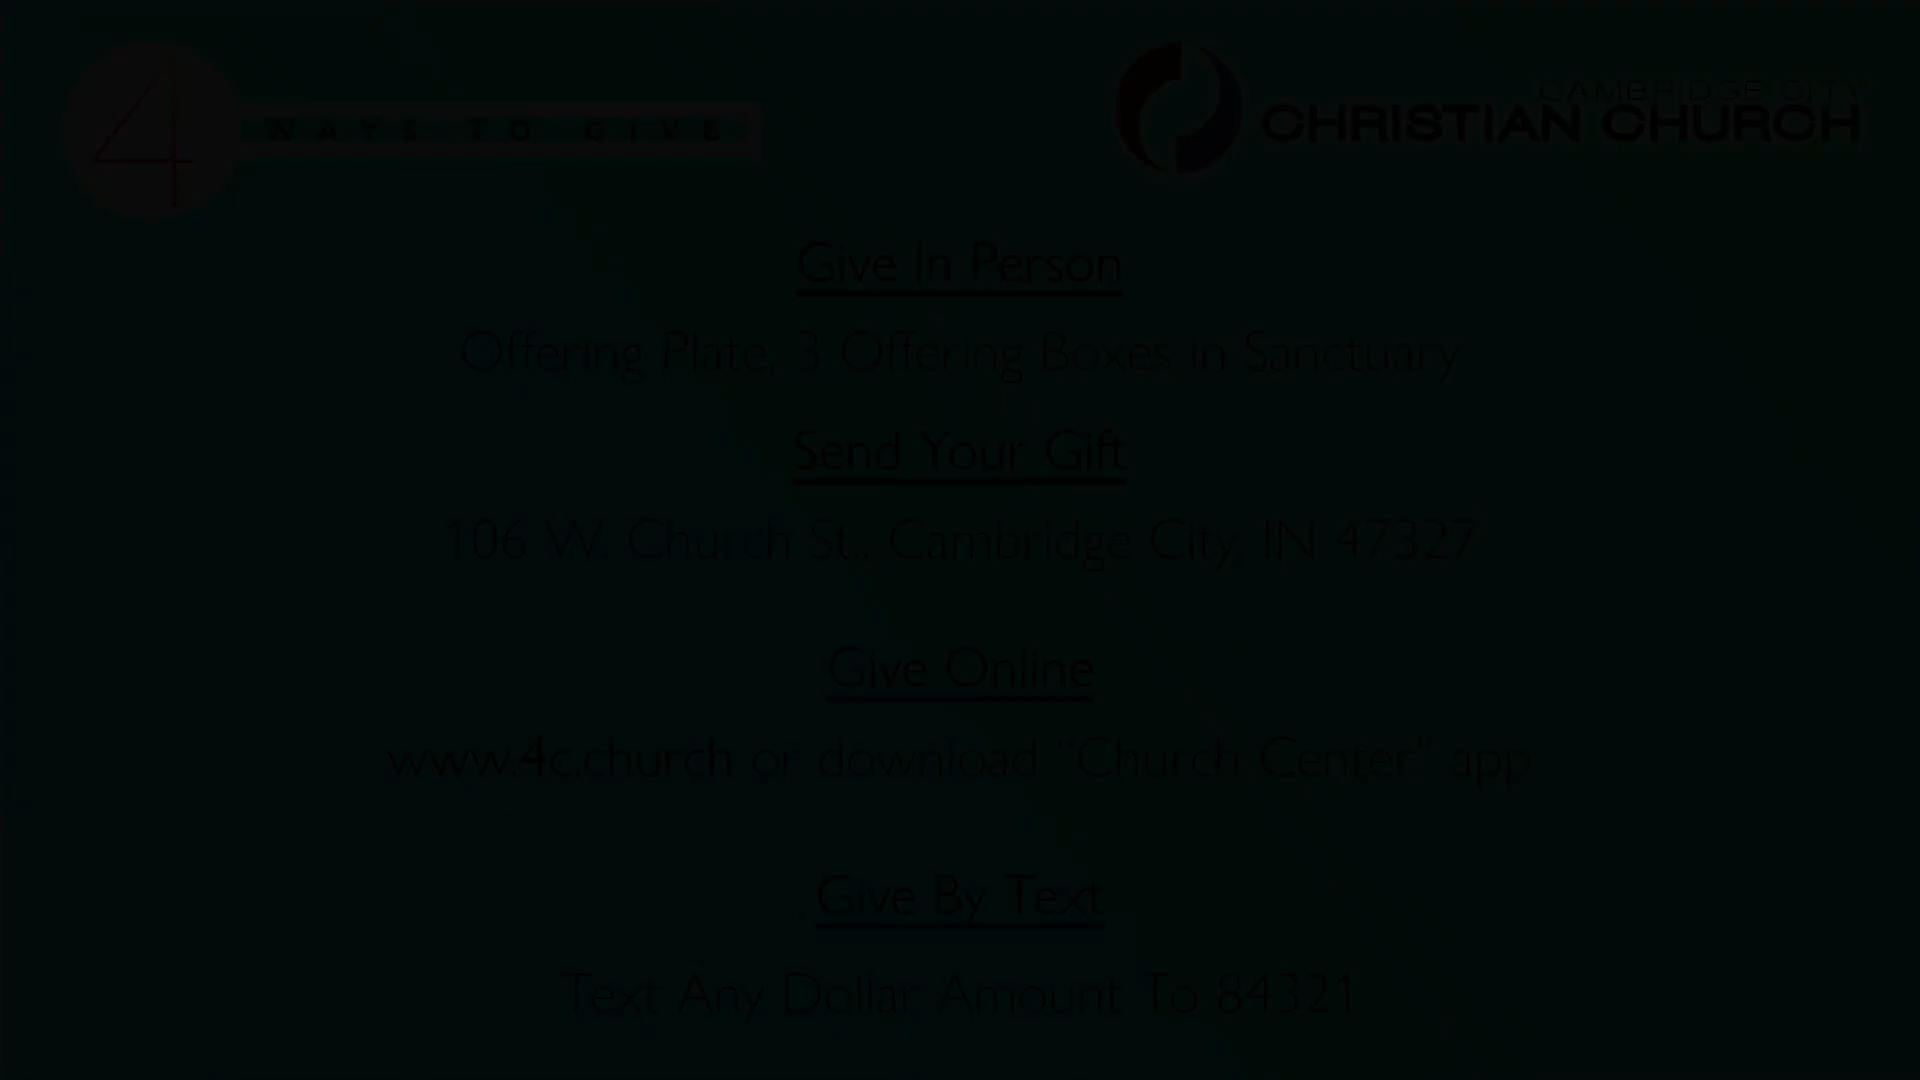 4 WAYS TO GIVE
CAMBRIDGE CITY
CHRISTIAN CHURCH
Give In Person
Offering Plate, 3 Offering Boxes in Sanctuary
Send Your Gift
106 W. Church St., Cambridge City, IN 47327
Give Online
www.4c.church or download "Church Center" app
Give By Text
Text Any Dollar Amount To 84321